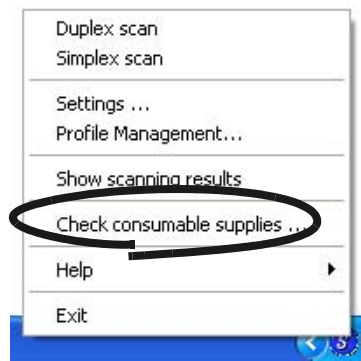 Duplex scan
Simplex scan
Settings ...
Profile Management...
Show scanning results
Check consumable supplies ...
Help
Exit
S